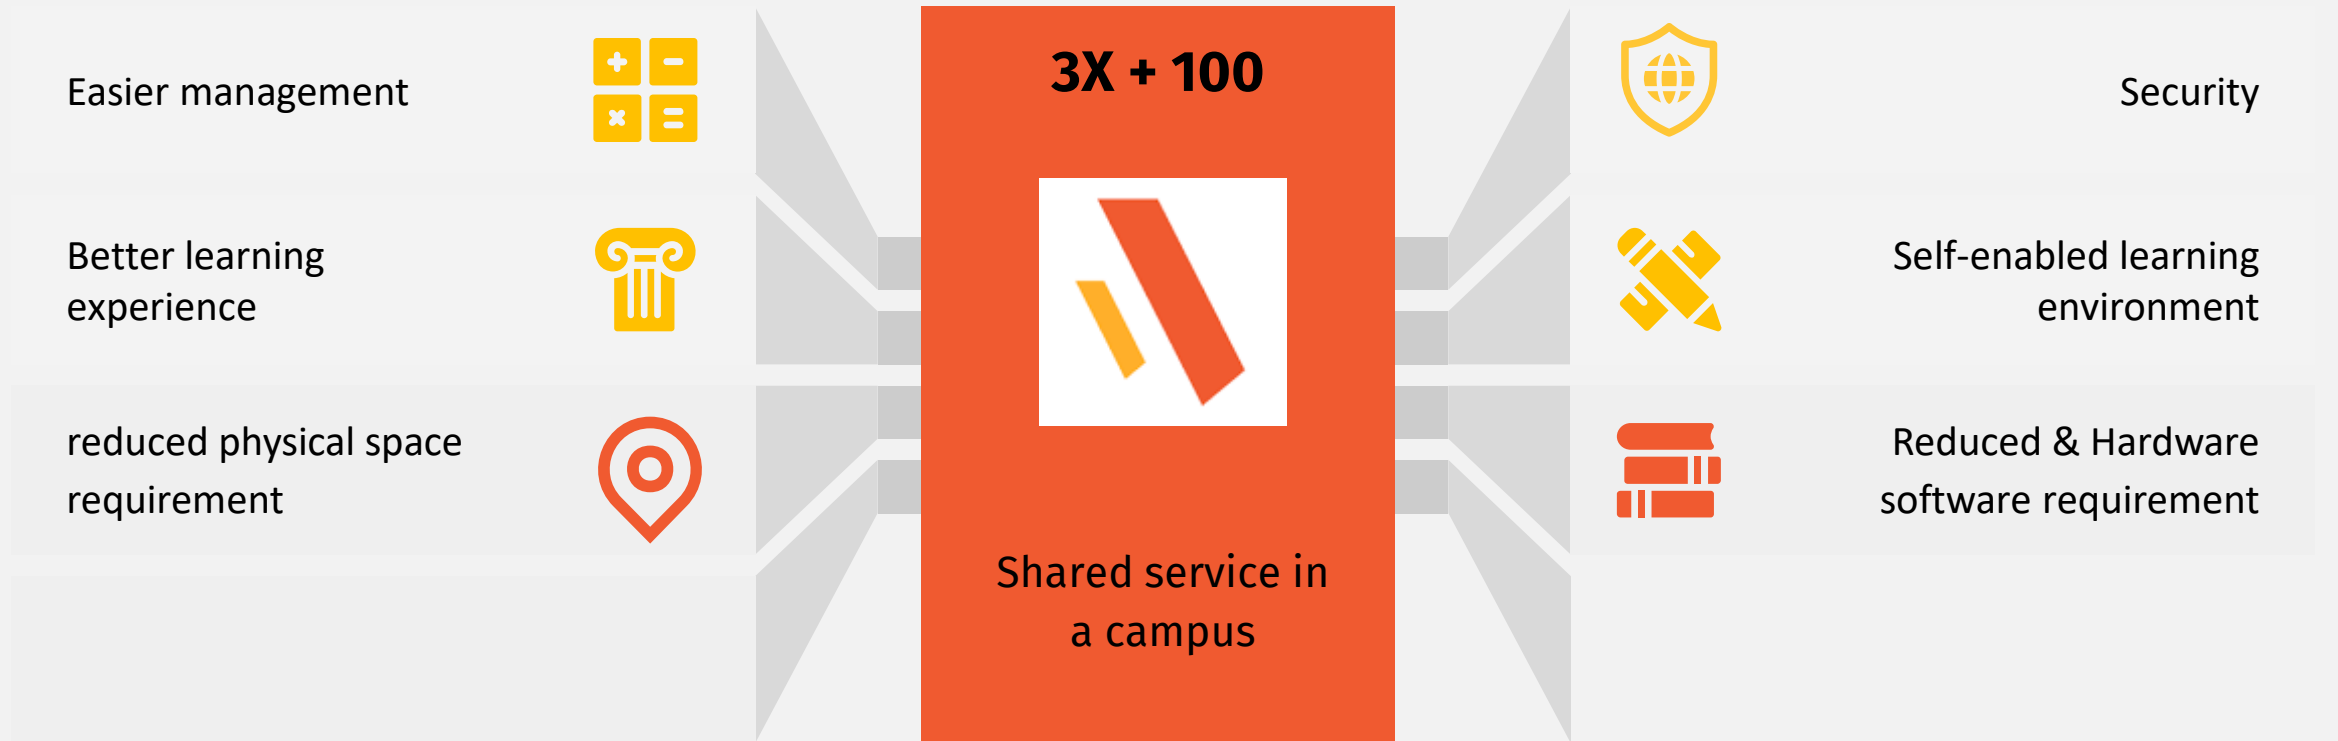 Easier management
Better learning
experience
reduced physical space
requirement
3X + 100
Shared service in
a campus
Security
Self-enabled learning
environment
Reduced & Hardware
software requirement